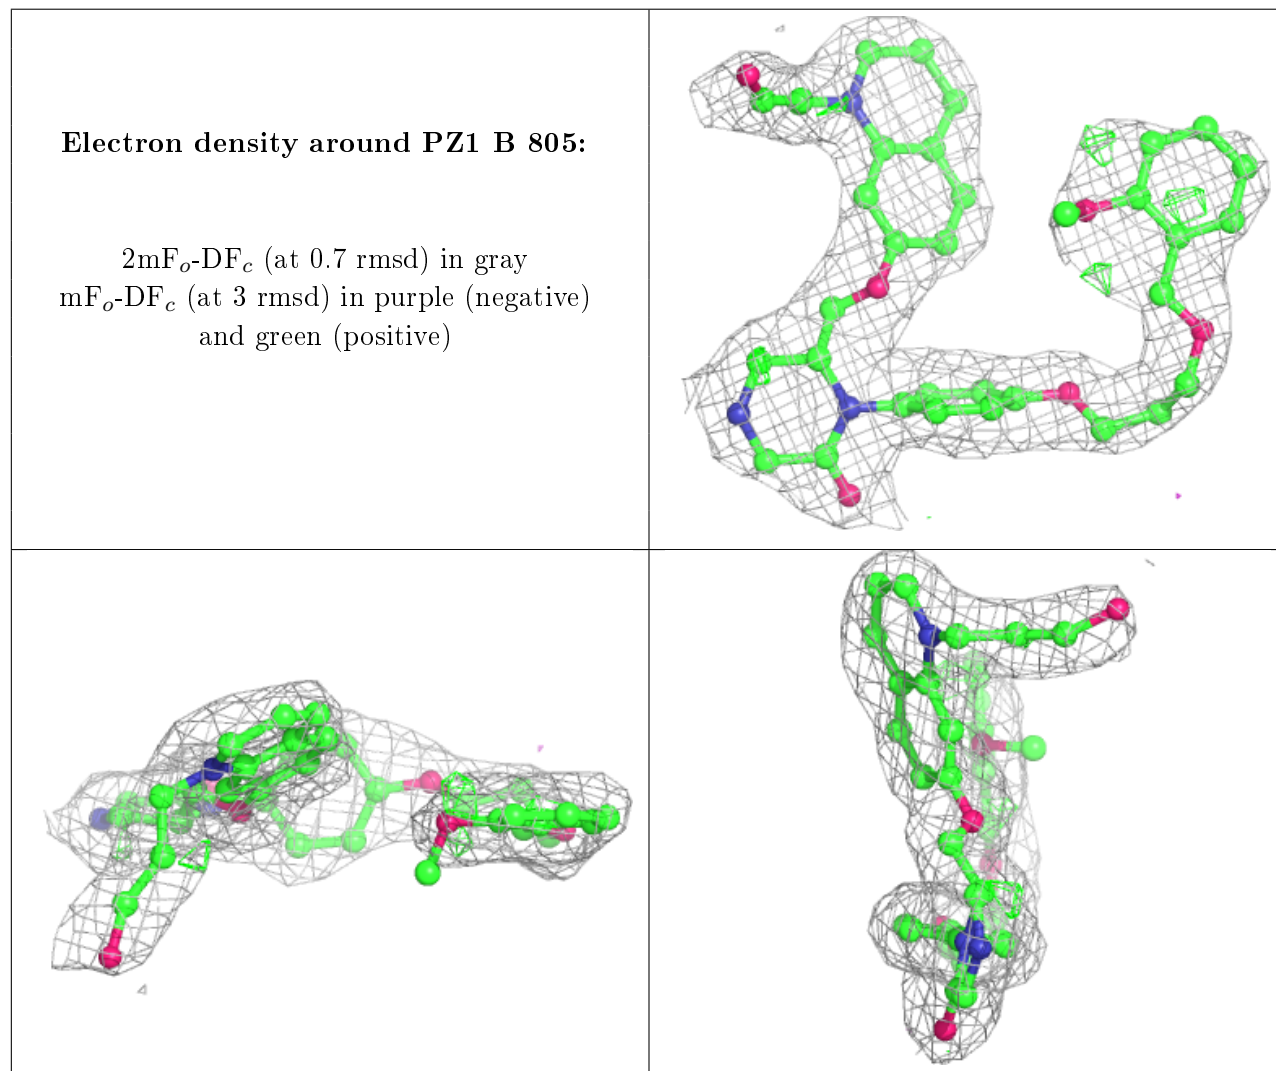 Electron density around PZ1 B 805:
2mFo-DFc (at 0.7 rmsd) in gray
mFo-DFc (at 3 rmsd) in purple (negative)
and green (positive)